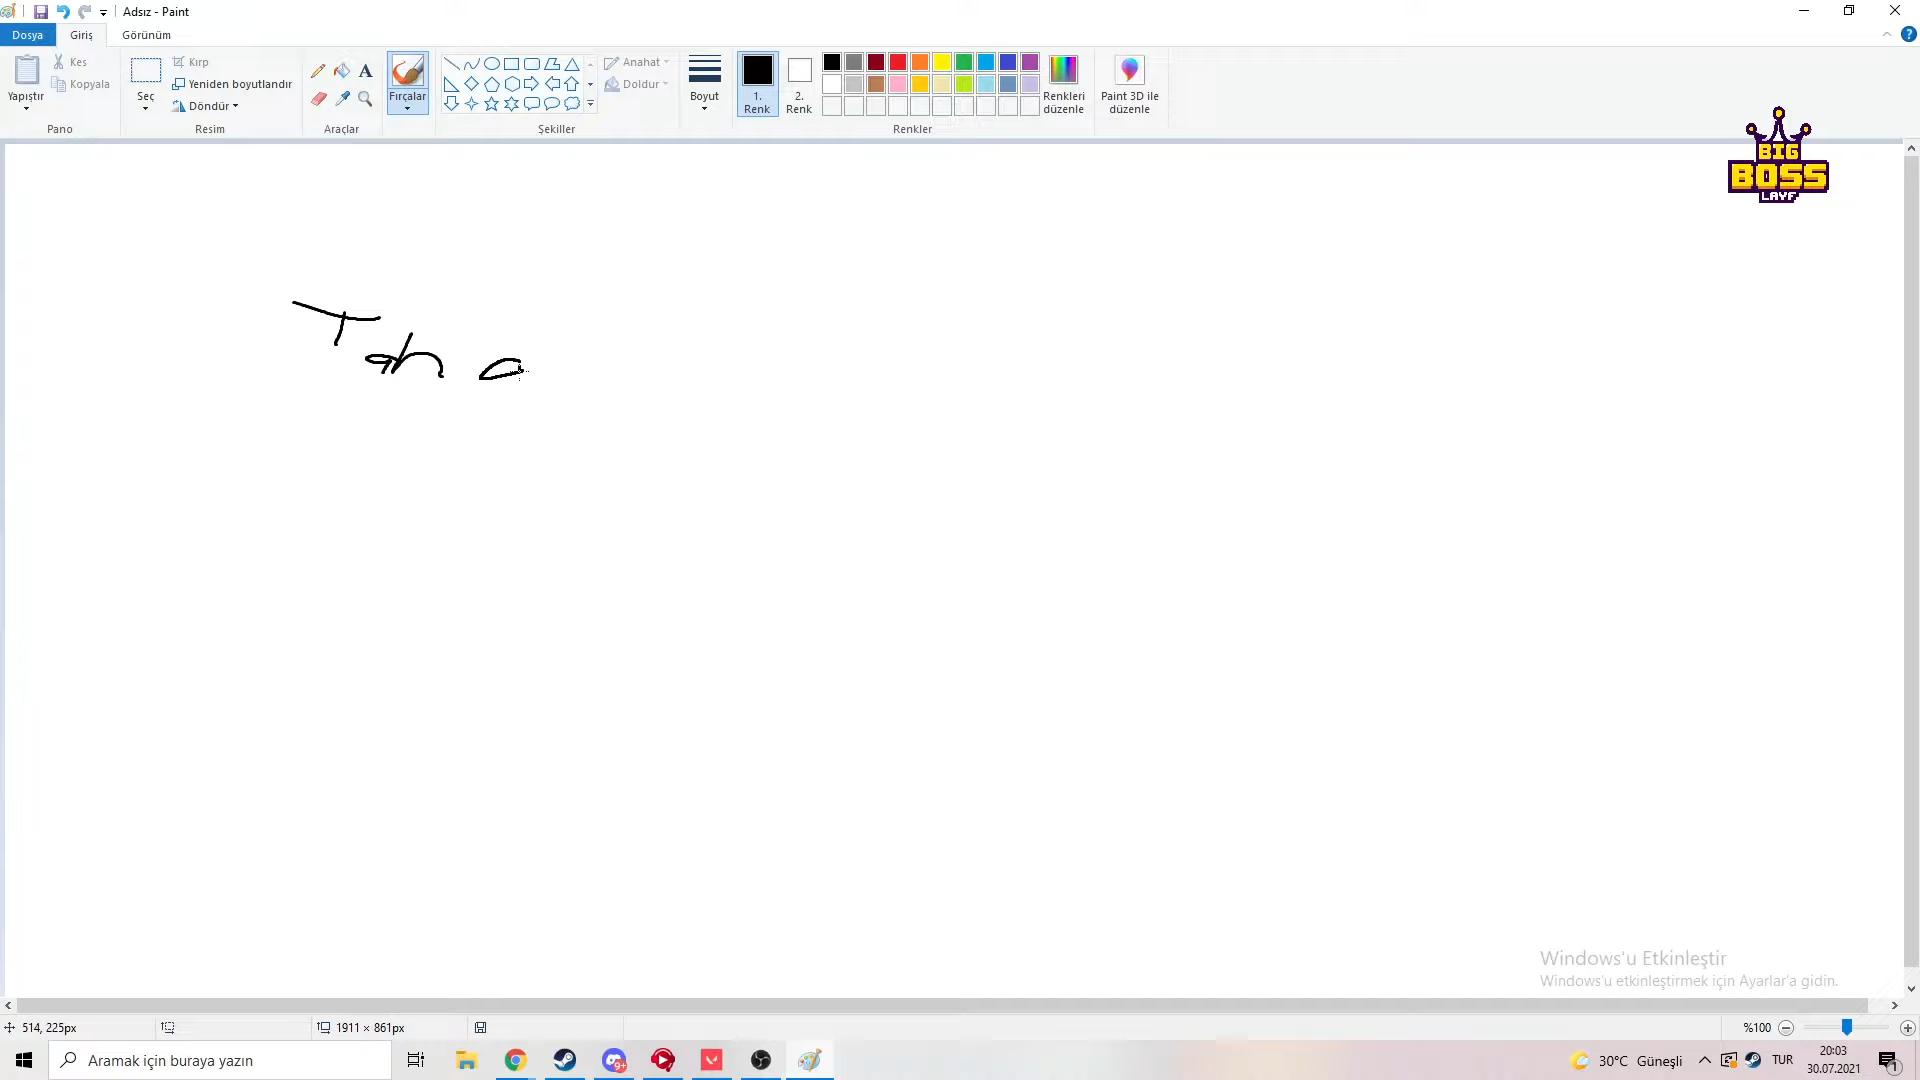 Adsız - Paint
Dosya Giriş Görünüm
Yapıştır
Kes
Kopyala
Pano
Seç
Kırp
Yeniden boyutlandır
Döndür
Resim
A
Araçlar
Fırçalar
Şekiller
Anahat
Doldur
Boyut
1.
Renk
2.
Renk
Renkler
Renkleri
düzenle
Paint 3D ile
düzenle
BIG
BOSS
LAYF
Tah a
Windows'u Etkinleştir
Windows'u etkinleştirmek için Ayarlar'a gidin.
514, 225px
1911 × 861px
%100
Aramak için buraya yazın
9+
30°C Güneşli
TUR
20:03
30.07.2021
1